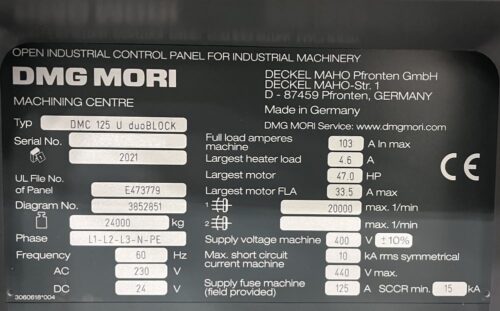 OPEN INDUSTRIAL CONTROL PANEL FOR INDUSTRIAL MACHINERY
DMG MORI
MACHINING CENTRE
DECKEL MAHO Pfronten GmbH
DECKEL MAHO-Str. 1
D - 87459 Pfronten, GERMANY
Made in Germany
DMG MORI Service: www.dmgmori.com
Typ DMC 125 U duoBLOCK
Serial No.
2021
UL File No. of Panel E473779
Diagram No. 3852851
24000 kg
Phase L1-L2-L3-N-PE
Frequency 60 Hz
AC 230 V
DC 24 V
3060618*004
Full load amperes machine 103 A In max
Largest heater load 4.6 A
Largest motor 47.0 HP
Largest motor FLA 33.5 A max
1 20000 max. 1/min
2 max. 1/min
Supply voltage machine 400 V ±10%
Max. short circuit current machine 10 kA rms symmetrical
440 V max.
Supply fuse machine (field provided) 125 A SCCR min. 15 kA
CE